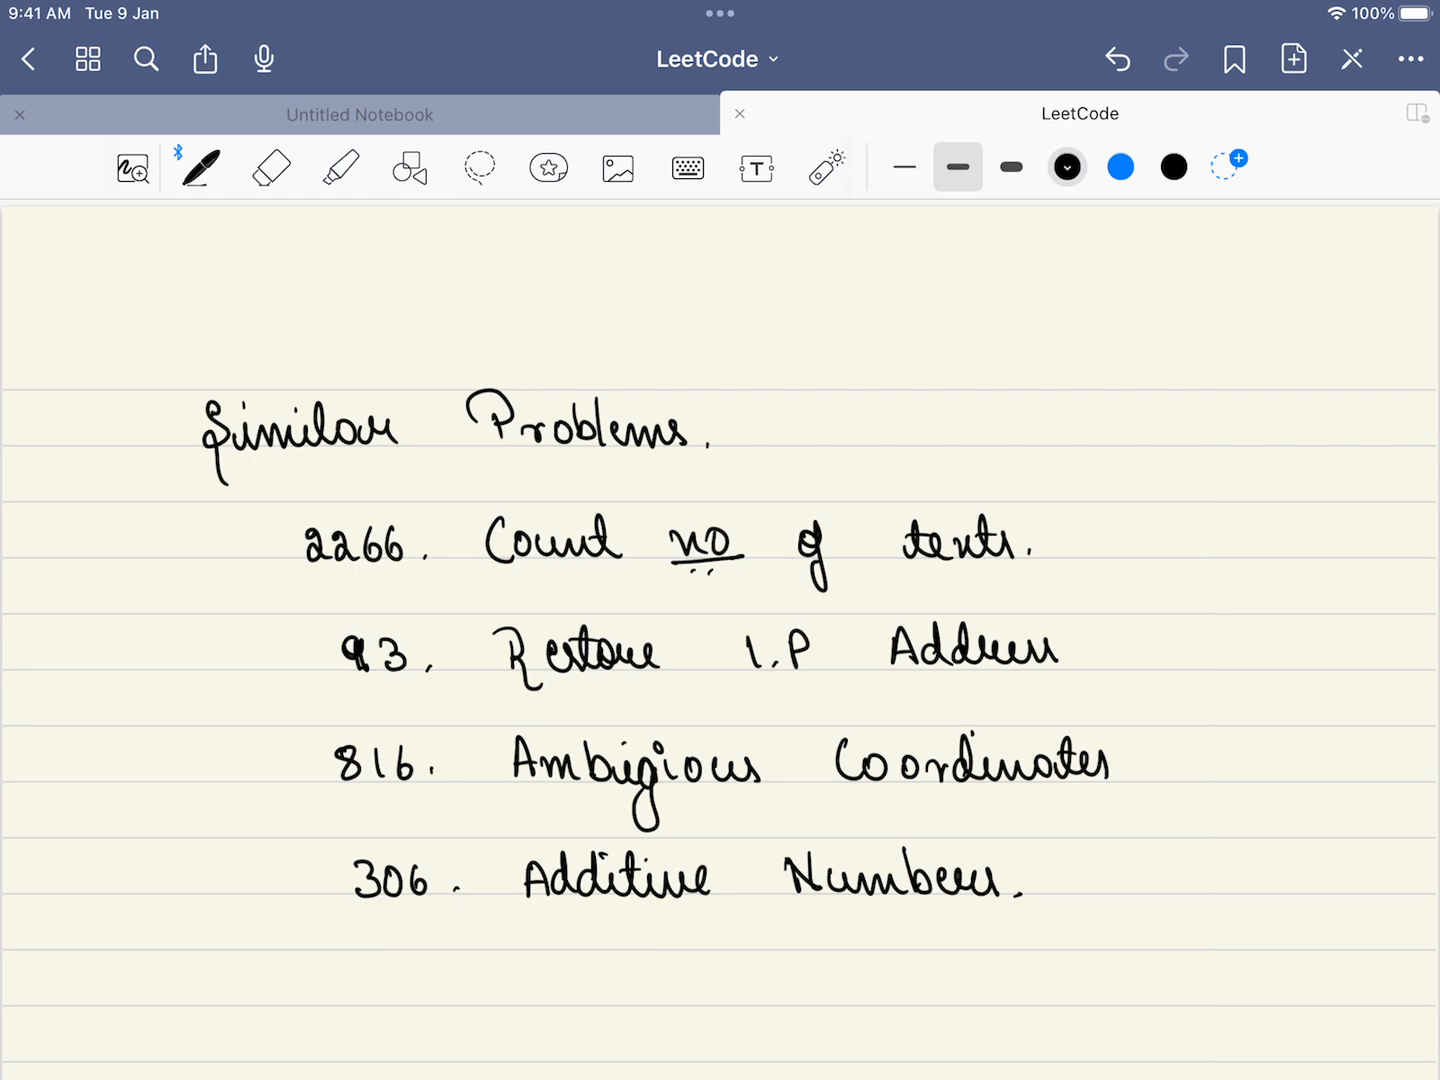 9:41 AM Tue 9 Jan
100%
LeetCode
Untitled Notebook
LeetCode
T
Similar Problems.
2266. Count no of texts.
93. Restore I.P Address
816. Ambigious Coordinates
306. Additive Numbers.